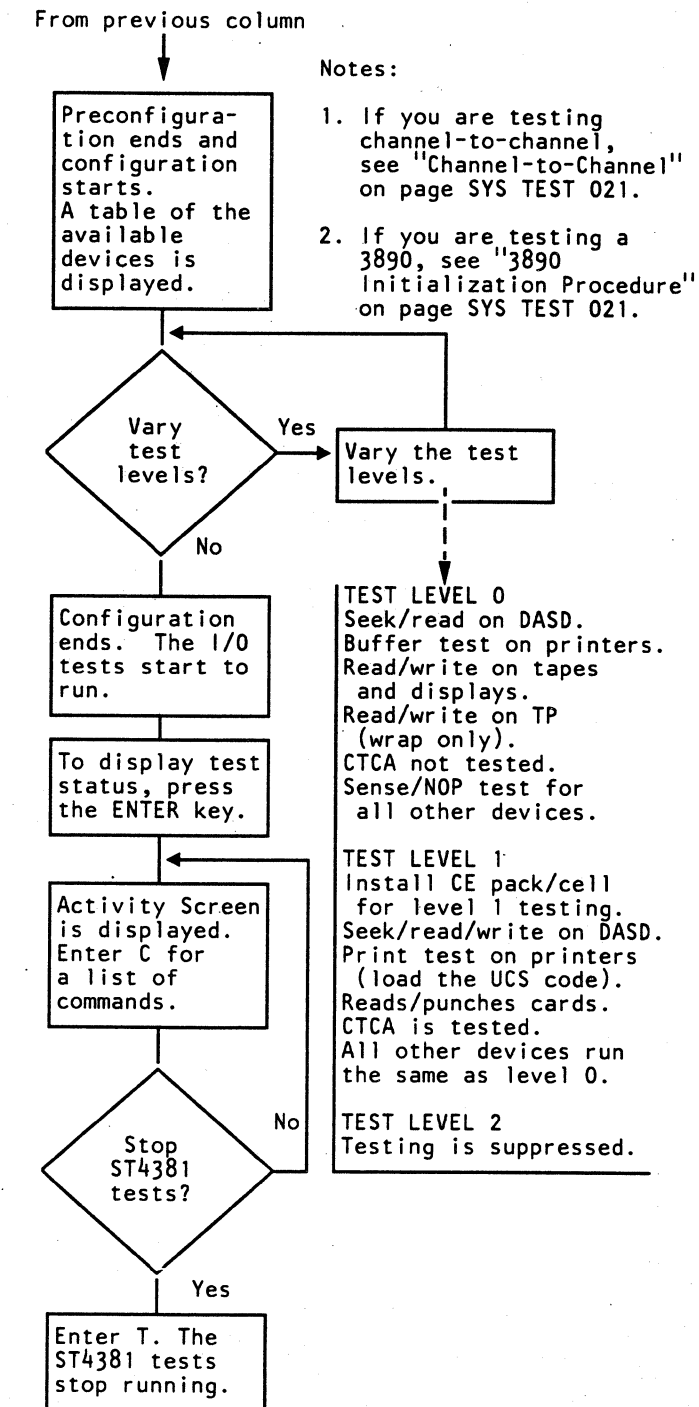 From previous column
Preconfigura-
tion ends and
configuration
starts.
A table of the
available
devices is
displayed.
Notes:
1. If you are testing
channel-to-channel,
see "Channel-to-Channel"
on page SYS TEST 021.
2. If you are testing a
3890, see "3890
Initialization Procedure"
on page SYS TEST 021.
Vary
test
levels?
Yes
Vary the test
levels.
No
Configuration
ends. The I/O
tests start to
run.
To display test
status, press
the ENTER key.
Activity Screen
is displayed.
Enter C for
a list of
commands.
Stop
ST4381
tests?
No
Yes
Enter T. The
ST4381 tests
stop running.
TEST LEVEL 0
Seek/read on DASD.
Buffer test on printers.
Read/write on tapes
and displays.
Read/write on TP
(wrap only).
CTCA not tested.
Sense/NOP test for
all other devices.
TEST LEVEL 1
Install CE pack/cell
for level 1 testing.
Seek/read/write on DASD.
Print test on printers
(load the UCS code).
Reads/punches cards.
CTCA is tested.
All other devices run
the same as level 0.
TEST LEVEL 2
Testing is suppressed.